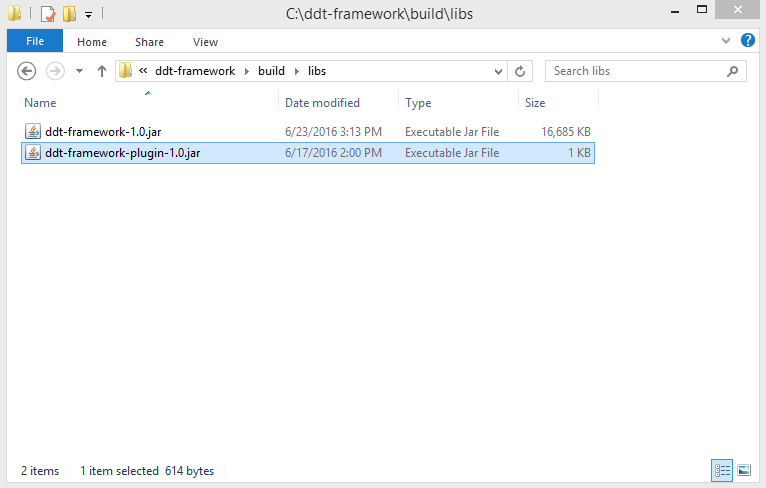 C:\ddt-framework\build\libs
File Home Share View
« ddt-framework build libs Search libs
Name Date modified Type Size
ddt-framework-1.0.jar 6/23/2016 3:13 PM Executable Jar File 16,685 KB
ddt-framework-plugin-1.0.jar 6/17/2016 2:00 PM Executable Jar File 1 KB
2 items 1 item selected 614 bytes